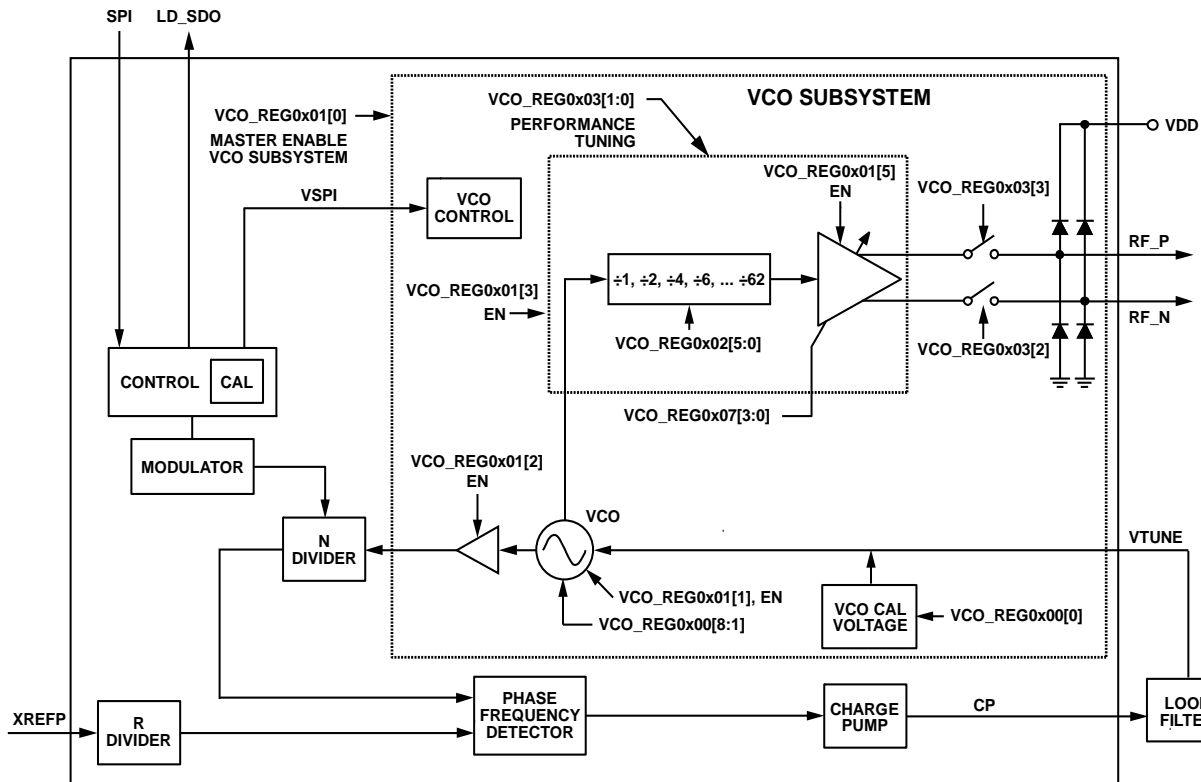 SPI
LD_SDO
VCO_REG0x01[0]
MASTER ENABLE
VCO SUBSYSTEM
VCO_REG0x03[1:0]
PERFORMANCE
TUNING
VCO SUBSYSTEM
VDD
VSPI
VCO
CONTROL
VCO_REG0x01[5]
EN
VCO_REG0x03[3]
RF_P
÷1, ÷2, ÷4, ÷6, ... ÷62
VCO_REG0x01[3]
EN
RF_N
VCO_REG0x02[5:0]
VCO_REG0x03[2]
CONTROL
CAL
VCO_REG0x07[3:0]
MODULATOR
VCO_REG0x01[2]
EN
VCO
N
DIVIDER
VTUNE
VCO_REG0x01[1], EN
VCO_REG0x00[8:1]
VCO CAL
VOLTAGE
VCO_REG0x00[0]
XREFP
R
DIVIDER
PHASE
FREQUENCY
DETECTOR
CHARGE
PUMP
CP